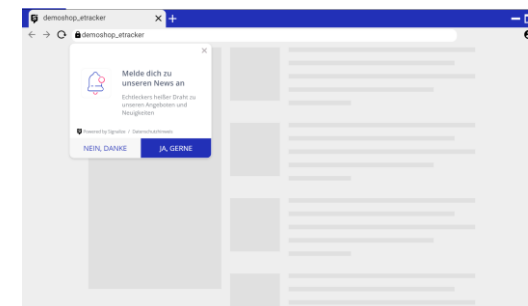 demoshop_etracker
demoshop_etracker
Melde dich zu
unseren News an
Echtleckers heißer Draht zu
unseren Angeboten und
Neuigkeiten
Powered by Signalize / Datenschutzhinweis
NEIN, DANKE
JA, GERNE